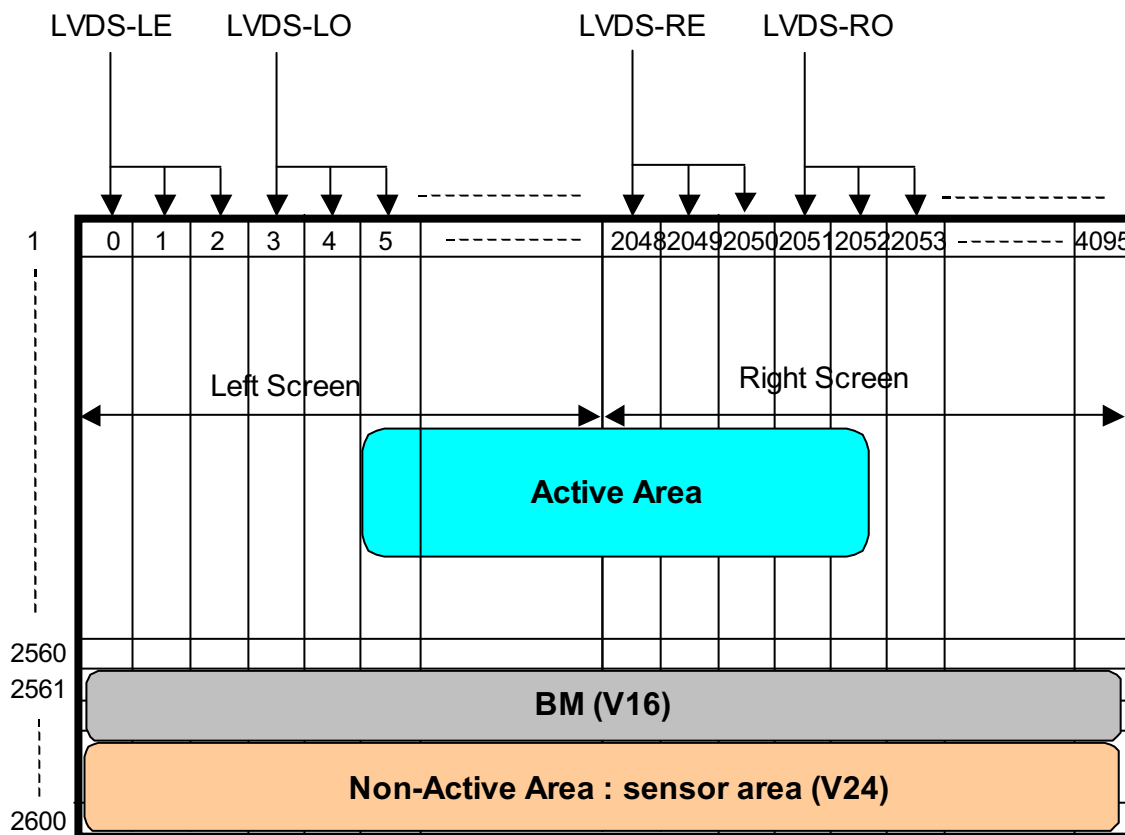 LVDS-LE LVDS-LO LVDS-RE LVDS-RO
1 0 1 2 3 4 5 2048 2049 2050 2051 2052 2053 4095
Left Screen Right Screen
Active Area
2560
2561 BM (V16)
Non-Active Area : sensor area (V24)
2600